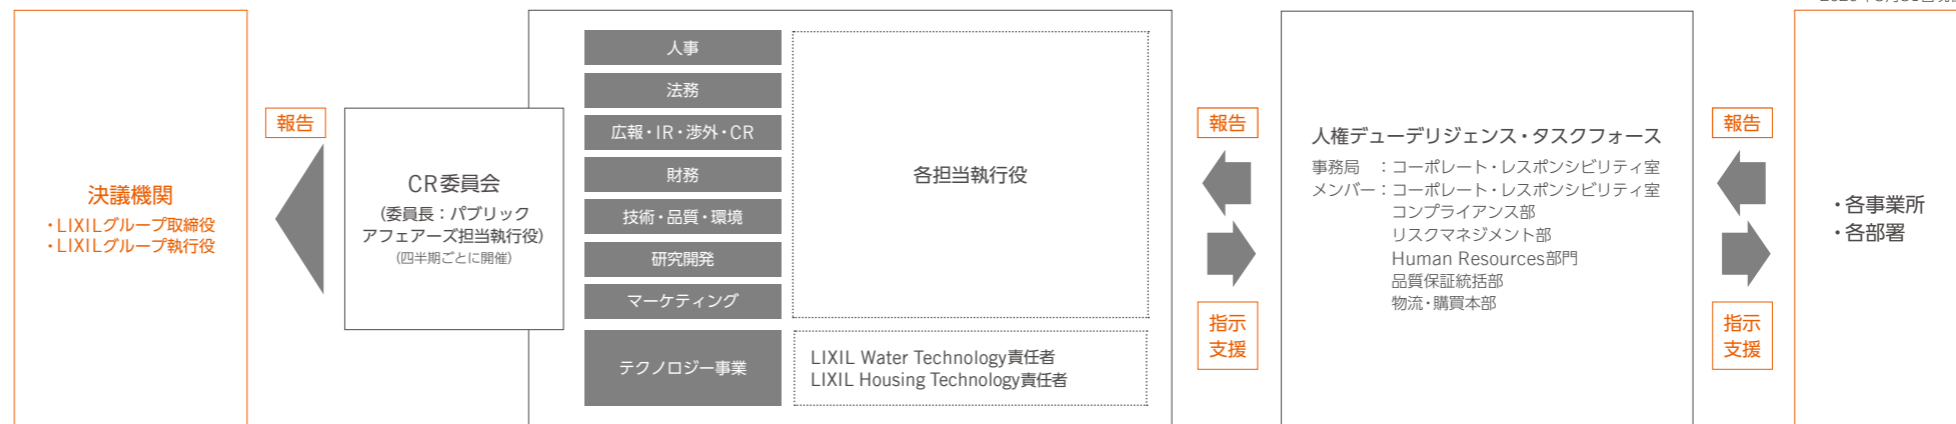 決議機関
・LIXILグループ取締役
・LIXILグループ執行役
報告
CR委員会
(委員長：パブリック
アフェアーズ担当執行役)
(四半期ごとに開催)
人事
法務
広報・IR・渉外・CR
財務
技術・品質・環境
研究開発
マーケティング
テクノロジー事業
各担当執行役
LIXIL Water Technology責任者
LIXIL Housing Technology責任者
報告
指示
支援
人権デューデリジェンス・タスクフォース
事務局　：コーポレート・レスポンシビリティ室
メンバー：コーポレート・レスポンシビリティ室
コンプライアンス部
リスクマネジメント部
Human Resources部門
品質保証統括部
物流・購買本部
報告
指示
支援
・各事業所
・各部署